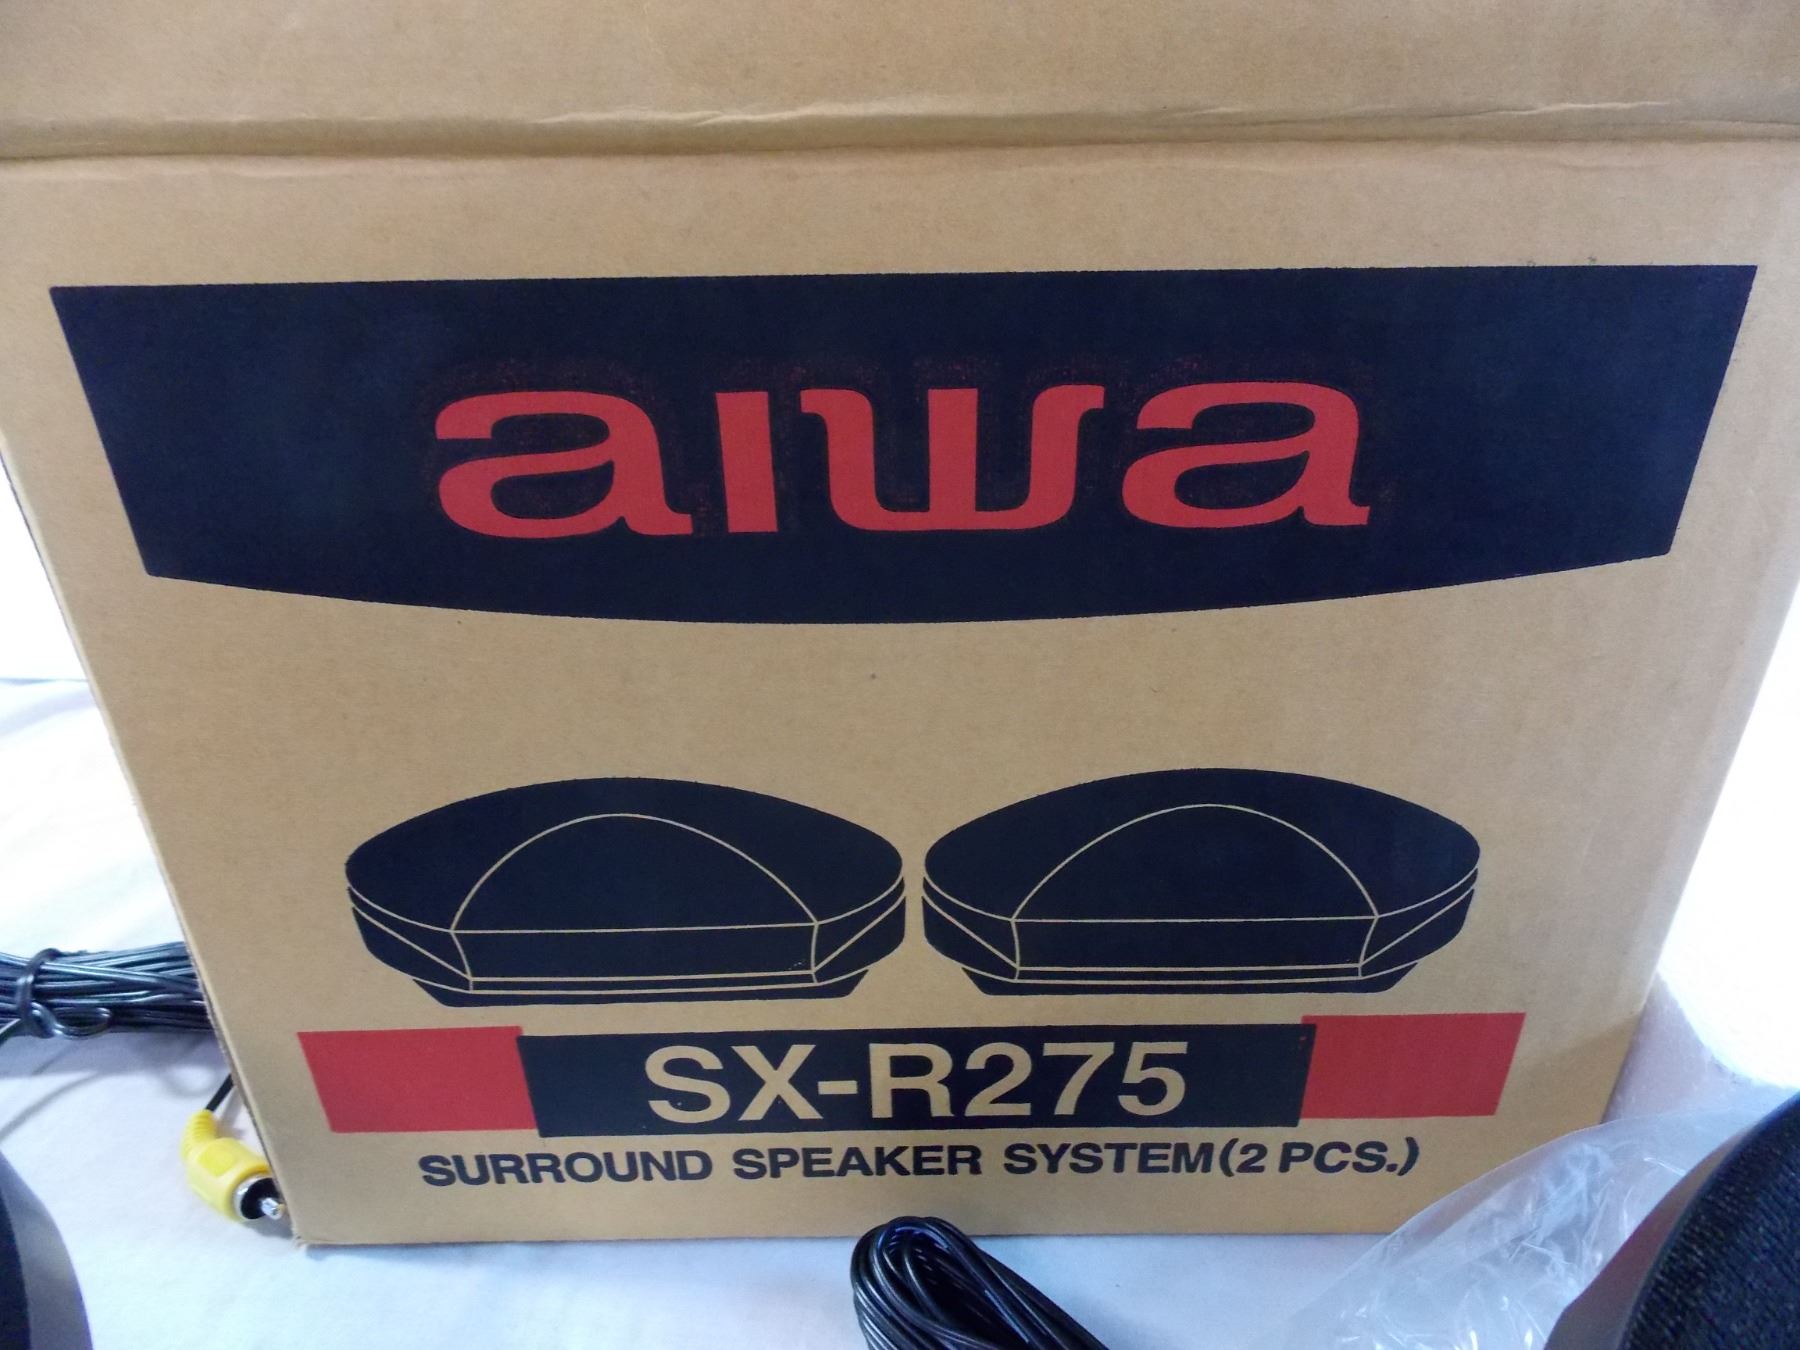 aiwa
SX-R275
SURROUND SPEAKER SYSTEM(2 PCS.)